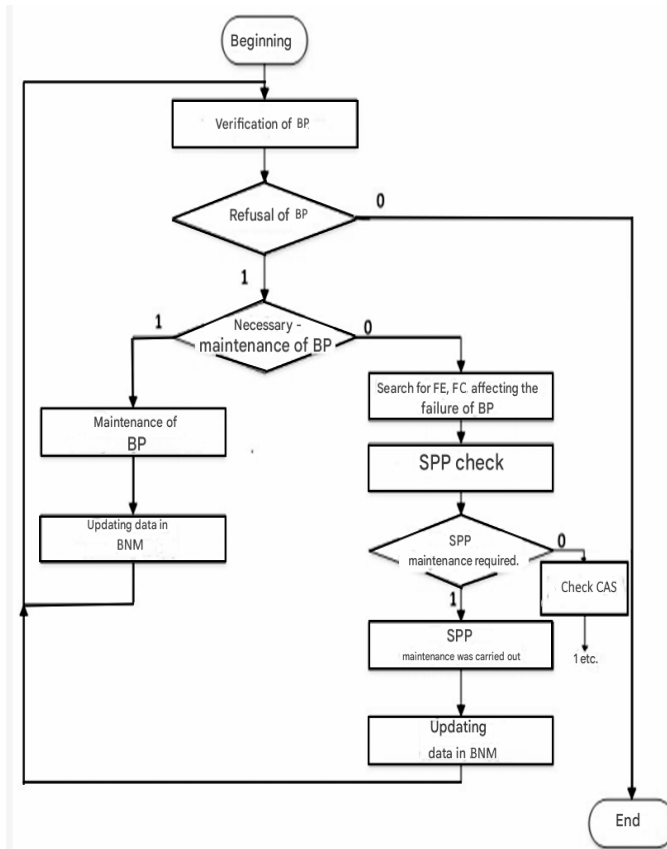 Beginning
Verification of BP
Refusal of BP
0
1
Necessary -
maintenance of BP
1
0
Search for FE, FC affecting the
failure of BP
Maintenance of
BP
SPP check
Updating data in
BNM
SPP
maintenance required.
0
1
Check CAS
SPP
maintenance was carried out
1 etc.
Updating
data in BNM
End